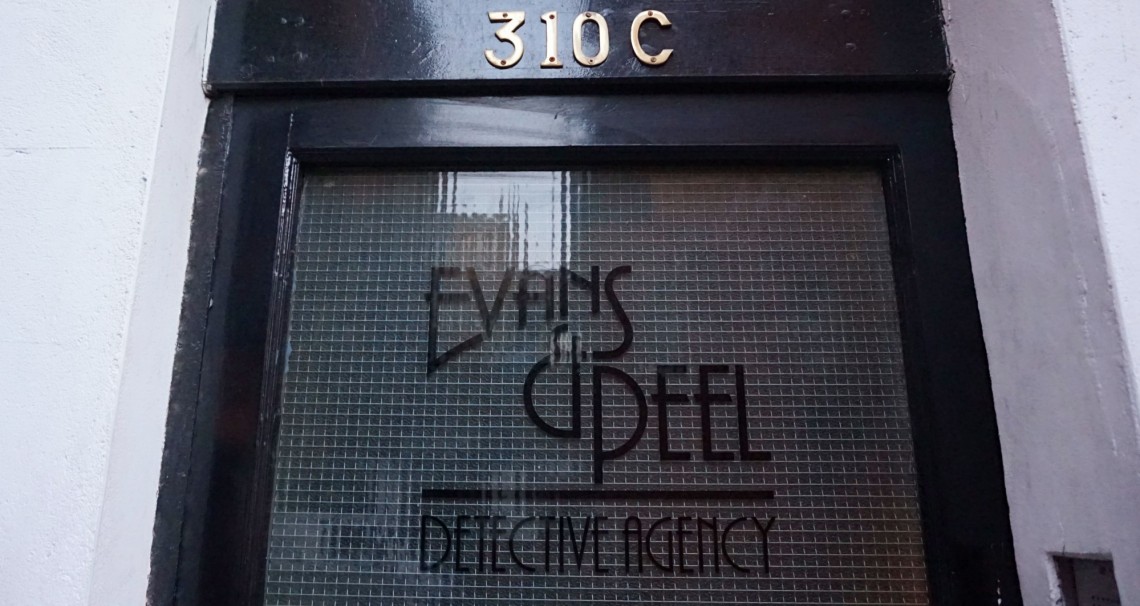 310 C
EVANS
&
PEEL
DETECTIVE AGENCY